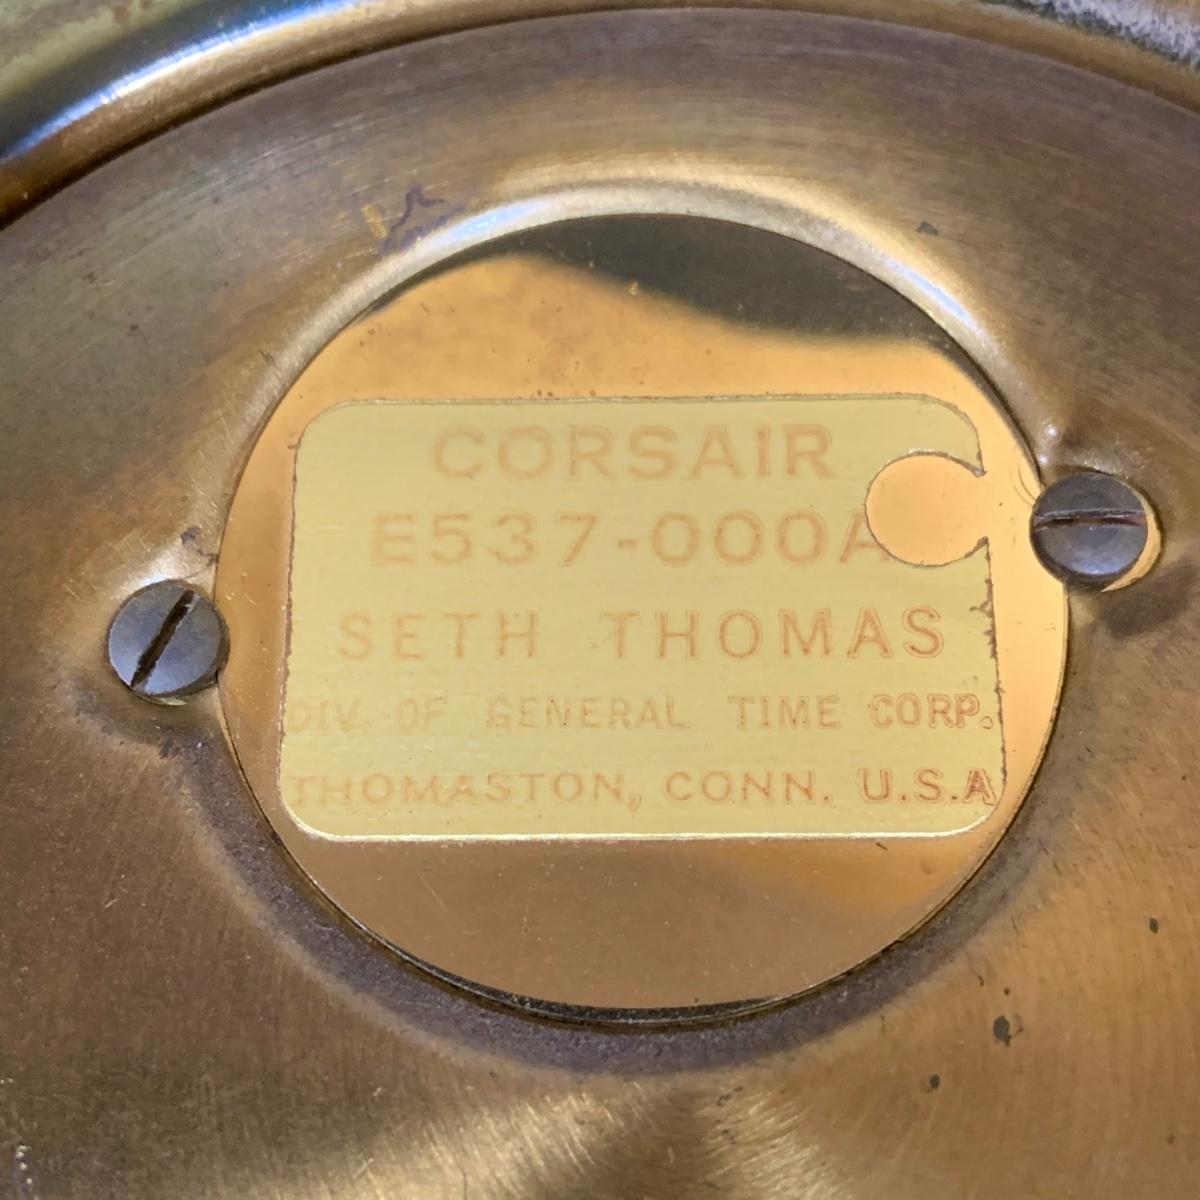 CORSAIR
E537-000A
SETH THOMAS
DIV. OF GENERAL TIME CORP.
THOMASTON, CONN. U.S.A